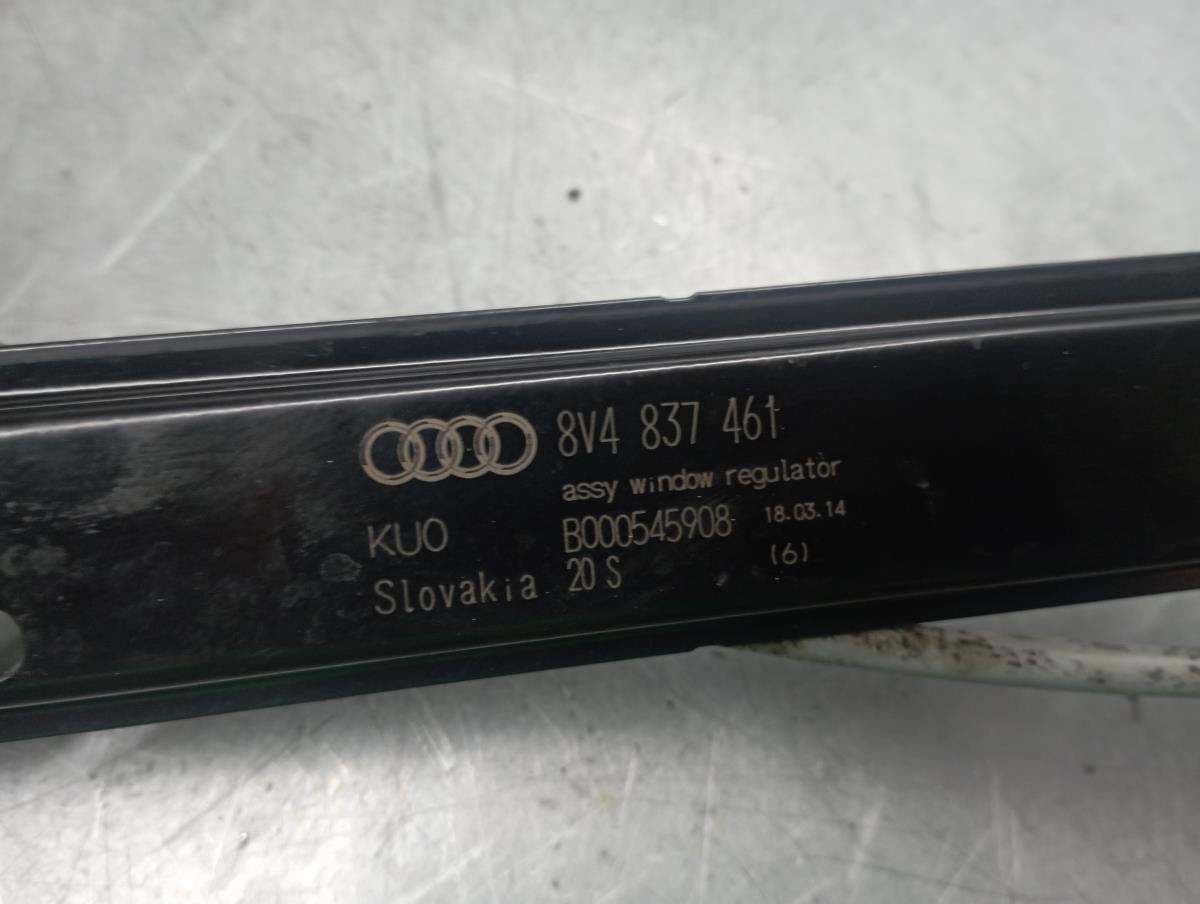 8V4 837 461
assy window regulator
KUO B000545908 18.03.14
Slovakia 20 S (6)